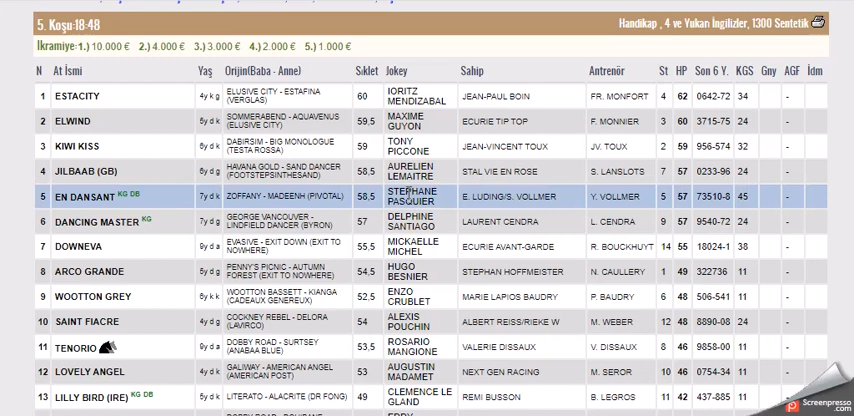 5. Koşu:18:48 Handikap , 4 ve Yukarı İngilizler, 1300 Sentetik
İkramiye:1.) 10.000 € 2.) 4.000 € 3.) 3.000 € 4.) 2.000 € 5.) 1.000 €
N At İsmi Yaş Orijin(Baba - Anne) Sıklet Jokey Sahip Antrenör St HP Son 6 Y. KGS Gny AGF İdm
1 ESTACITY 4y k g ELUSIVE CITY - ESTAFINA (VERGLAS) 60 IORITZ MENDIZABAL JEAN-PAUL BOIN FR. MONFORT 4 62 0642-72 34 -
2 ELWIND 5y d k SOMMERABEND - AQUAVENUS (ELUSIVE CITY) 59,5 MAXIME GUYON ECURIE TIP TOP F. MONNIER 3 60 3715-75 24 -
3 KIWI KISS 6y d k DABIRSIM - BIG MONOLOGUE (TESTA ROSSA) 59 TONY PICCONE JEAN-VINCENT TOUX JV. TOUX 2 59 956-574 32 -
4 JILBAAB (GB) 6y d g HAVANA GOLD - SAND DANCER (FOOTSTEPSINTHESAND) 58,5 AURELIEN LEMAITRE STAL VIE EN ROSE S. LANSLOTS 7 57 0233-96 24 -
5 EN DANSANT KG DB 7y d k ZOFFANY - MADEENH (PIVOTAL) 58,5 STEPHANE PASQUIER E. LUDING/S. VOLLMER Y. VOLLMER 5 57 73510-8 45 -
6 DANCING MASTER KG 7y d g GEORGE VANCOUVER - LINDFIELD DANCER (BYRON) 57 DELPHINE SANTIAGO LAURENT CENDRA L. CENDRA 9 57 9540-72 24 -
7 DOWNEVA 9y d a EVASIVE - EXIT DOWN (EXIT TO NOWHERE) 55,5 MICKAELLE MICHEL ECURIE AVANT-GARDE R. BOUCKHUYT 14 55 18024-1 38 -
8 ARCO GRANDE 5y d g PENNY'S PICNIC - AUTUMN FOREST (EXIT TO NOWHERE) 54,5 HUGO BESNIER STEPHAN HOFFMEISTER N. CAULLERY 1 49 322736 11 -
9 WOOTTON GREY 6y k k WOOTTON BASSETT - KIANGA (CADEAUX GENEREUX) 52,5 ENZO CRUBLET MARIE LAPIOS BAUDRY P. BAUDRY 6 48 506-541 11 -
10 SAINT FIACRE 4y d g COCKNEY REBEL - DELORA (LAVIRCO) 54 ALEXIS POUCHIN ALBERT REISS/RIEKE W M. WEBER 12 48 8890-08 24 -
11 TENORIO 9y d a DOBBY ROAD - SURTSEY (ANABAA BLUE) 53,5 ROSARIO MANGIONE VALERIE DISSAUX V. DISSAUX 8 46 9858-00 11 -
12 LOVELY ANGEL 4y d k GALIWAY - AMERICAN ANGEL (AMERICAN POST) 53 AUGUSTIN MADAMET NEXT GEN RACING M. SEROR 10 46 0754-34 11 -
13 LILLY BIRD (IRE) KG DB 5y d k LITERATO - ALACRITE (DR FONG) 49 CLEMENCE LE GLAND REMI BUSSON B. LEGROS 11 42 437-885 11 -
Screenpresso.com